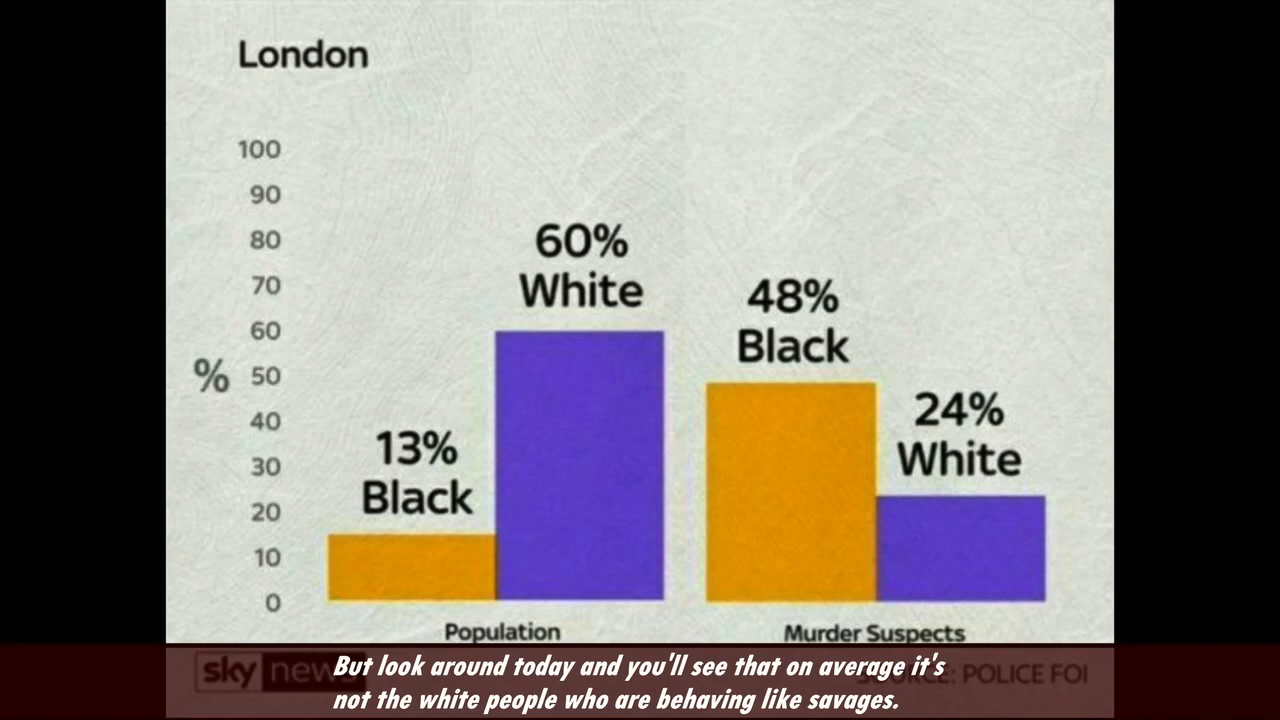 London
100
90
80
70
60
50
40
30
20
10
0
%
13%
Black
60%
White
48%
Black
24%
White
Population
Murder Suspects
sky news
SOURCE: POLICE FOI
But look around today and you'll see that on average it's
not the white people who are behaving like savages.